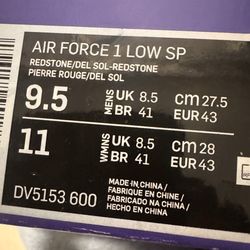 AIR FORCE 1 LOW SP
REDSTONE/DEL SOL-REDSTONE
PIERRE ROUGE/DEL SOL
9.5 MENS UK 8.5 CM 27.5
BR 41 EUR 43
11 WMNS UK 8.5 CM 28
BR 41 EUR 43
DV5153 600
MADE IN CHINA/
FABRIQUE EN CHINE/
FABRICADO NA CHINA/
HECHO EN CHINA